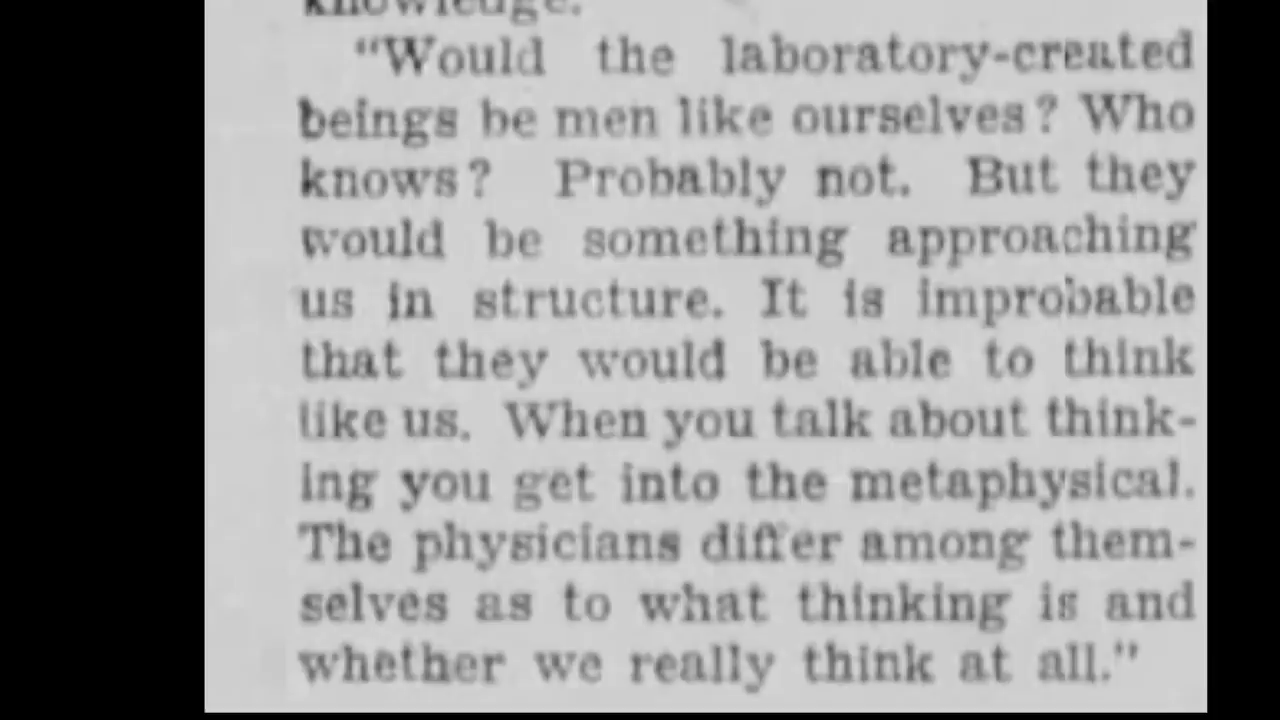 knowledge.
"Would the laboratory-created
beings be men like ourselves? Who
knows? Probably not. But they
would be something approaching
us in structure. It is improbable
that they would be able to think
like us. When you talk about think-
ing you get into the metaphysical.
The physicians differ among them-
selves as to what thinking is and
whether we really think at all."